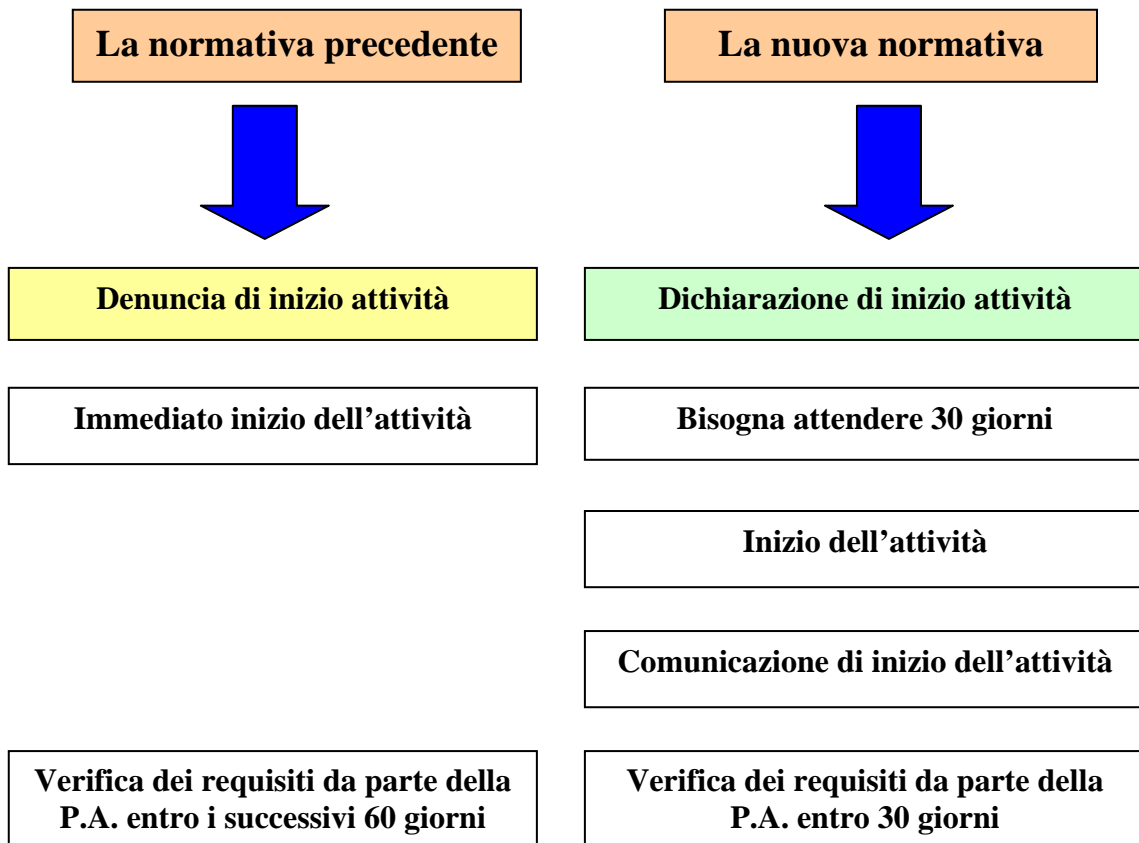 La normativa precedente
La nuova normativa
Denuncia di inizio attività
Dichiarazione di inizio attività
Immediato inizio dell’attività
Bisogna attendere 30 giorni
Inizio dell’attività
Comunicazione di inizio dell’attività
Verifica dei requisiti da parte della
P.A. entro i successivi 60 giorni
Verifica dei requisiti da parte della
P.A. entro 30 giorni